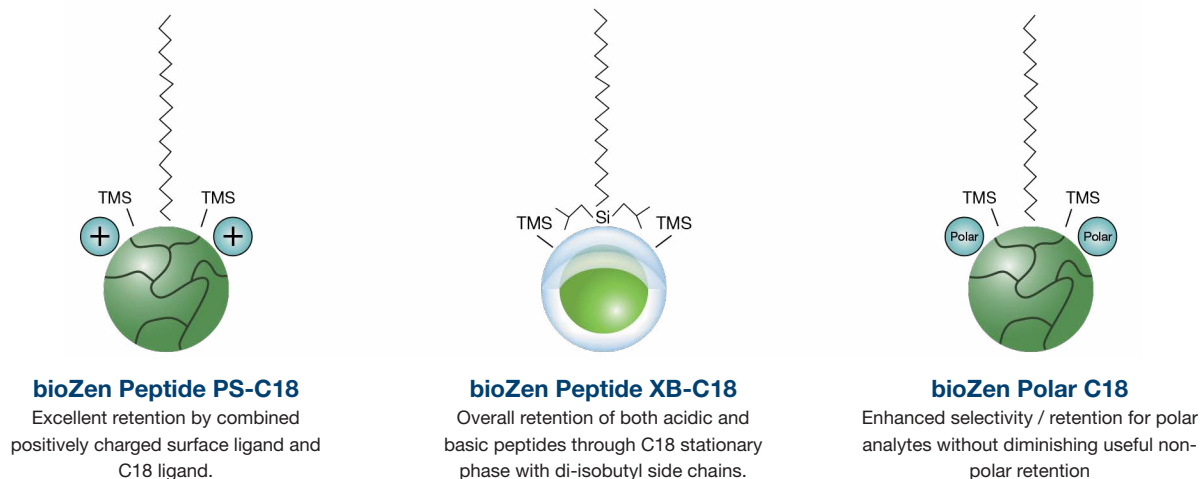 TMS TMS
+ +
bioZen Peptide PS-C18
Excellent retention by combined
positively charged surface ligand and
C18 ligand.
Si
TMS TMS
bioZen Peptide XB-C18
Overall retention of both acidic and
basic peptides through C18 stationary
phase with di-isobutyl side chains.
TMS TMS
Polar Polar
bioZen Polar C18
Enhanced selectivity / retention for polar
analytes without diminishing useful non-
polar retention